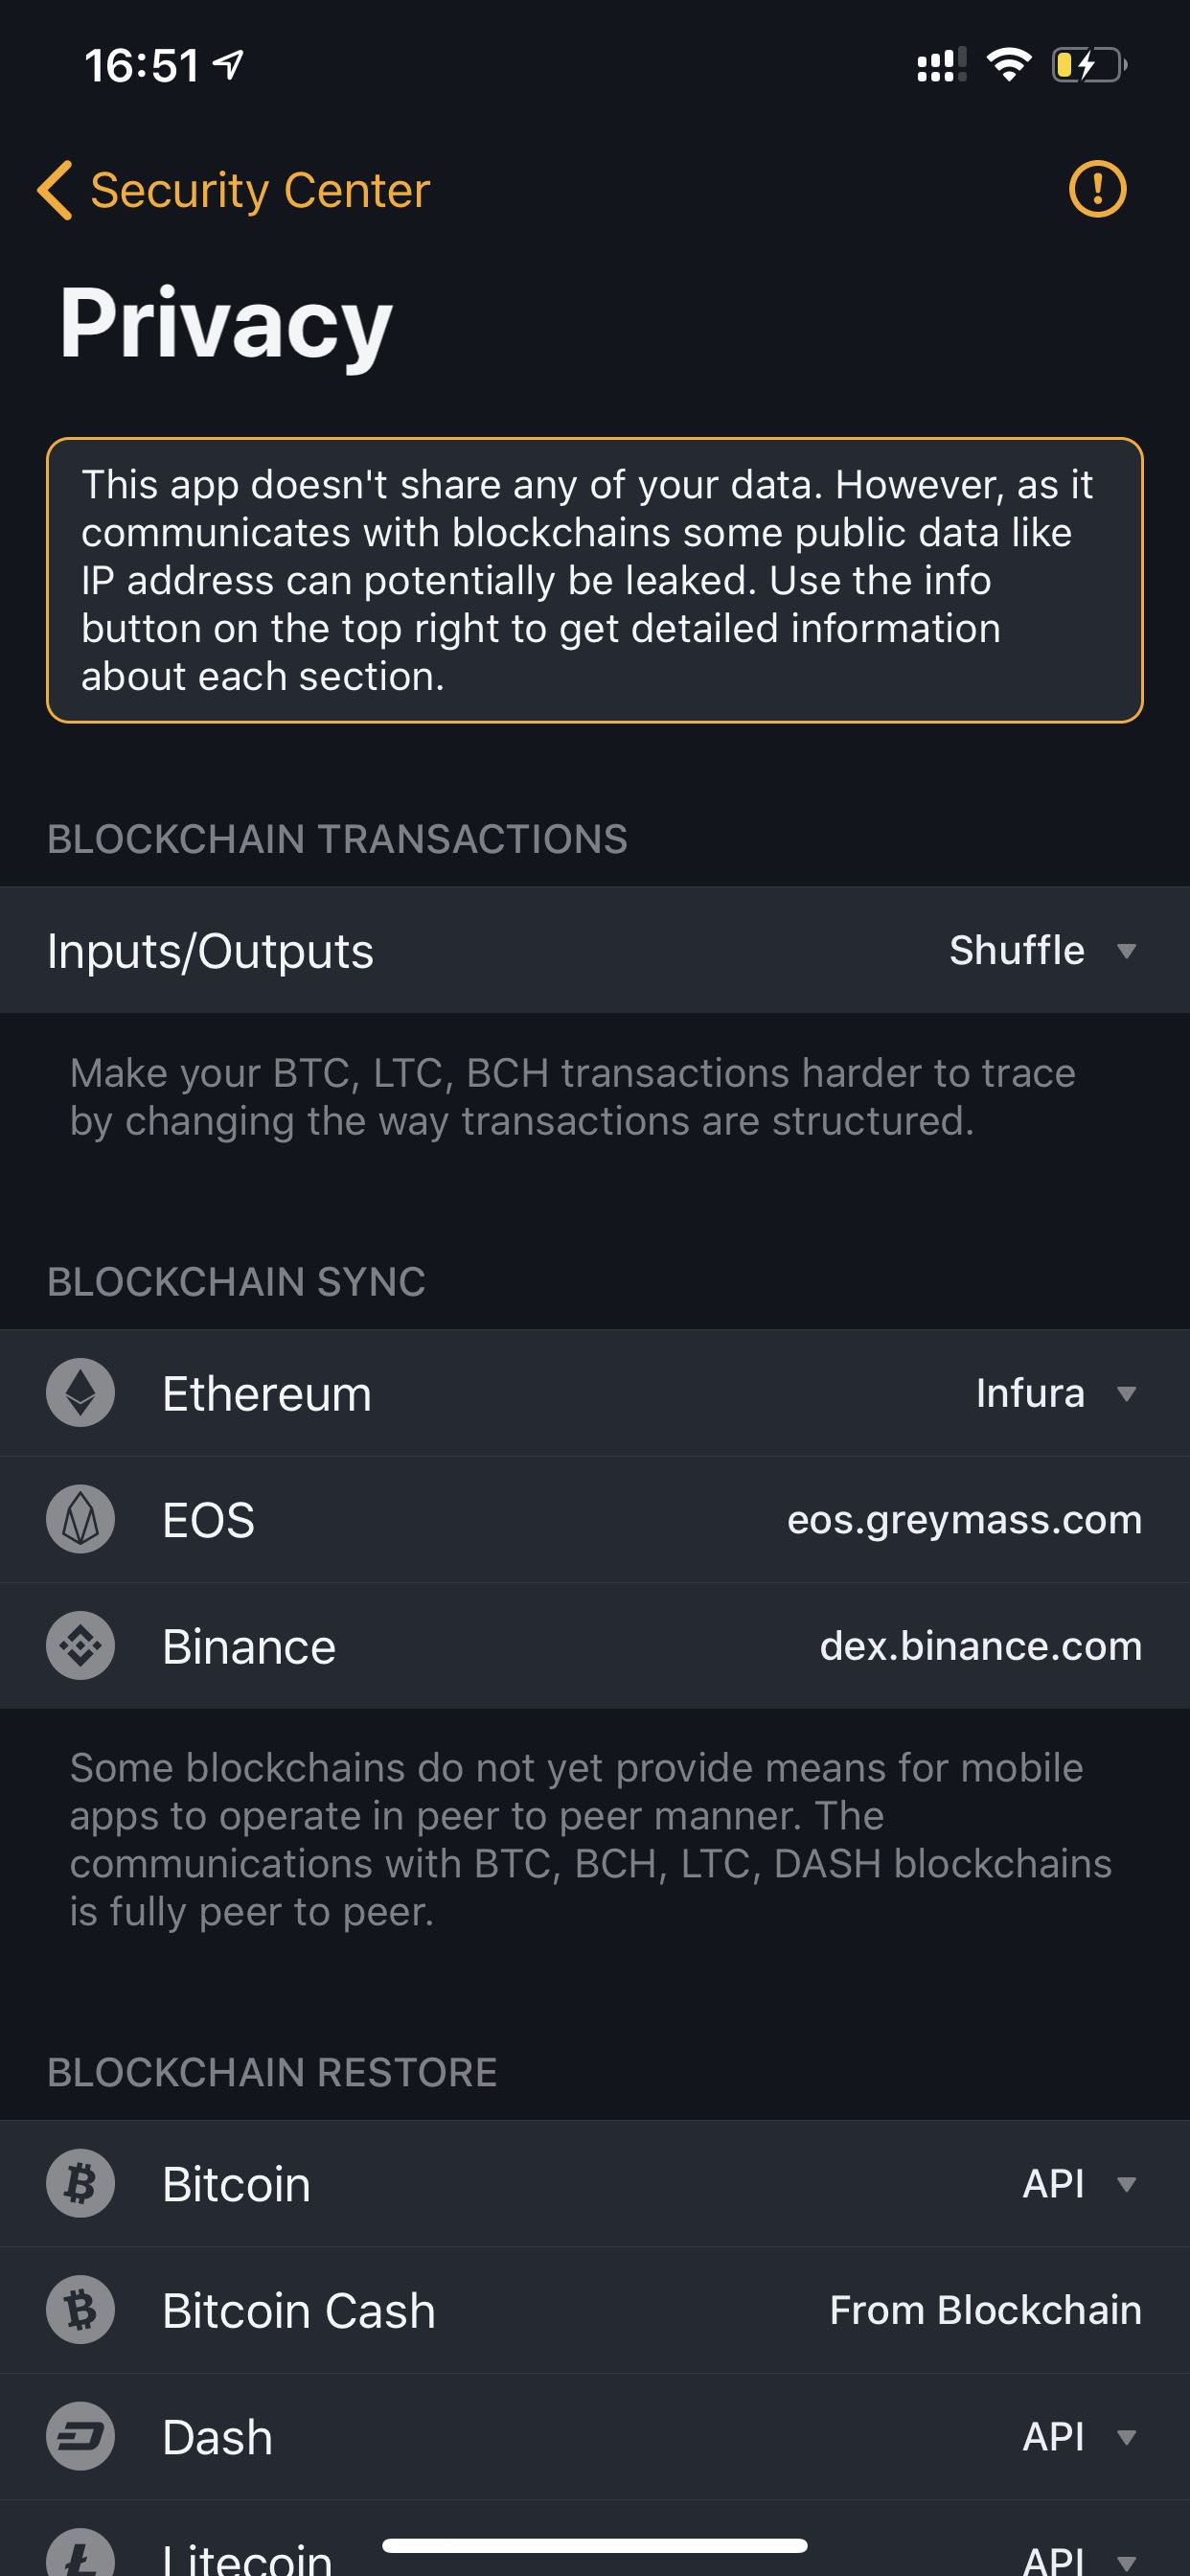 16:51
Security Center
Privacy
This app doesn't share any of your data. However, as it
communicates with blockchains some public data like
IP address can potentially be leaked. Use the info
button on the top right to get detailed information
about each section.
BLOCKCHAIN TRANSACTIONS
Inputs/Outputs Shuffle
Make your BTC, LTC, BCH transactions harder to trace
by changing the way transactions are structured.
BLOCKCHAIN SYNC
Ethereum Infura
EOS eos.greymass.com
Binance dex.binance.com
Some blockchains do not yet provide means for mobile
apps to operate in peer to peer manner. The
communications with BTC, BCH, LTC, DASH blockchains
is fully peer to peer.
BLOCKCHAIN RESTORE
Bitcoin API
Bitcoin Cash From Blockchain
Dash API
Litecoin API